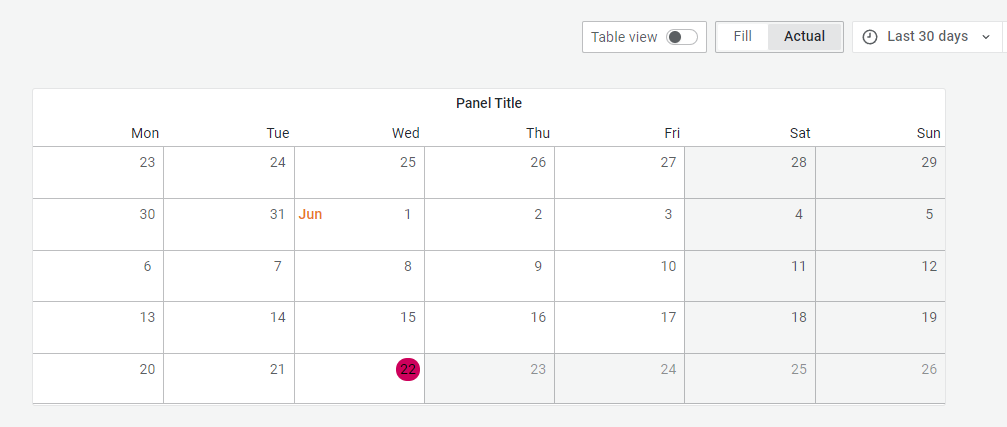 Table view Fill Actual Last 30 days
Panel Title
Mon Tue Wed Thu Fri Sat Sun
23 24 25 26 27 28 29
30 31 Jun 1 2 3 4 5
6 7 8 9 10 11 12
13 14 15 16 17 18 19
20 21 22 23 24 25 26